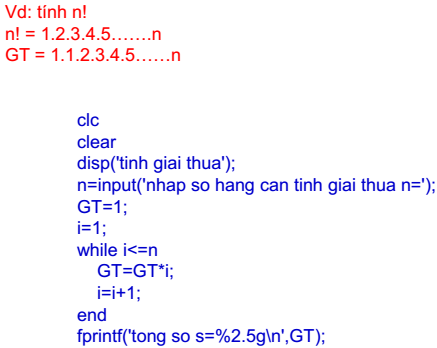 Vd: tính n!
n! = 1.2.3.4.5…….n
GT = 1.1.2.3.4.5……n
clc
clear
disp('tinh giai thua');
n=input('nhap so hang can tinh giai thua n=');
GT=1;
i=1;
while i<=n
GT=GT*i;
i=i+1;
end
fprintf('tong so s=%2.5g\n',GT);